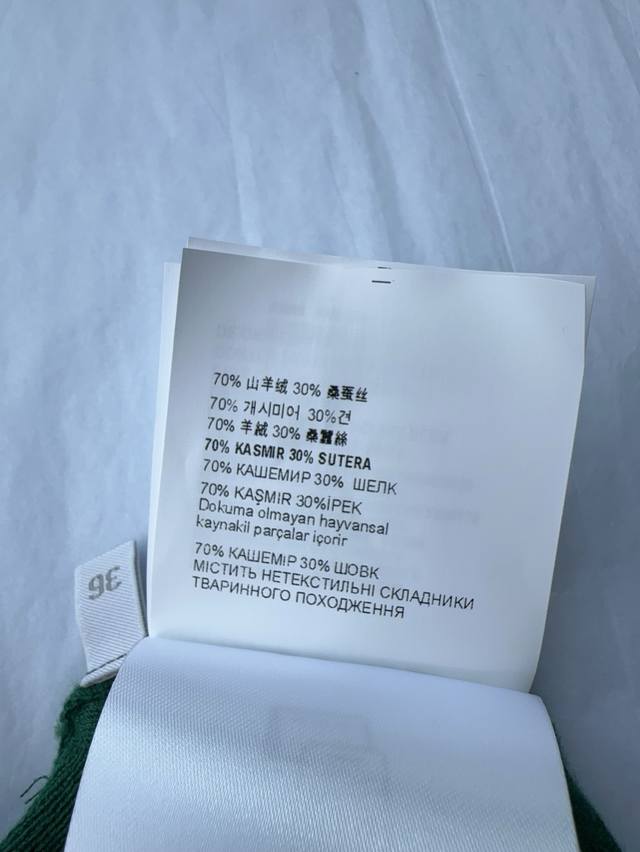 70% 山羊绒 30% 桑蚕丝
70% 개시미어 30%견
70% 羊絨 30% 桑蠶絲
70% KASMIR 30% SUTERA
70% КАШЕМИР 30% ШЕЛК
70% KAŞMIR 30%İPEK
Dokuma olmayan hayvansal
kaynakil parçalar içorir
70% КАШЕМІР 30% ШОВК
МІСТИТЬ НЕТЕКСТИЛЬНІ СКЛАДНИКИ
ТВАРИННОГО ПОХОДЖЕННЯ
36